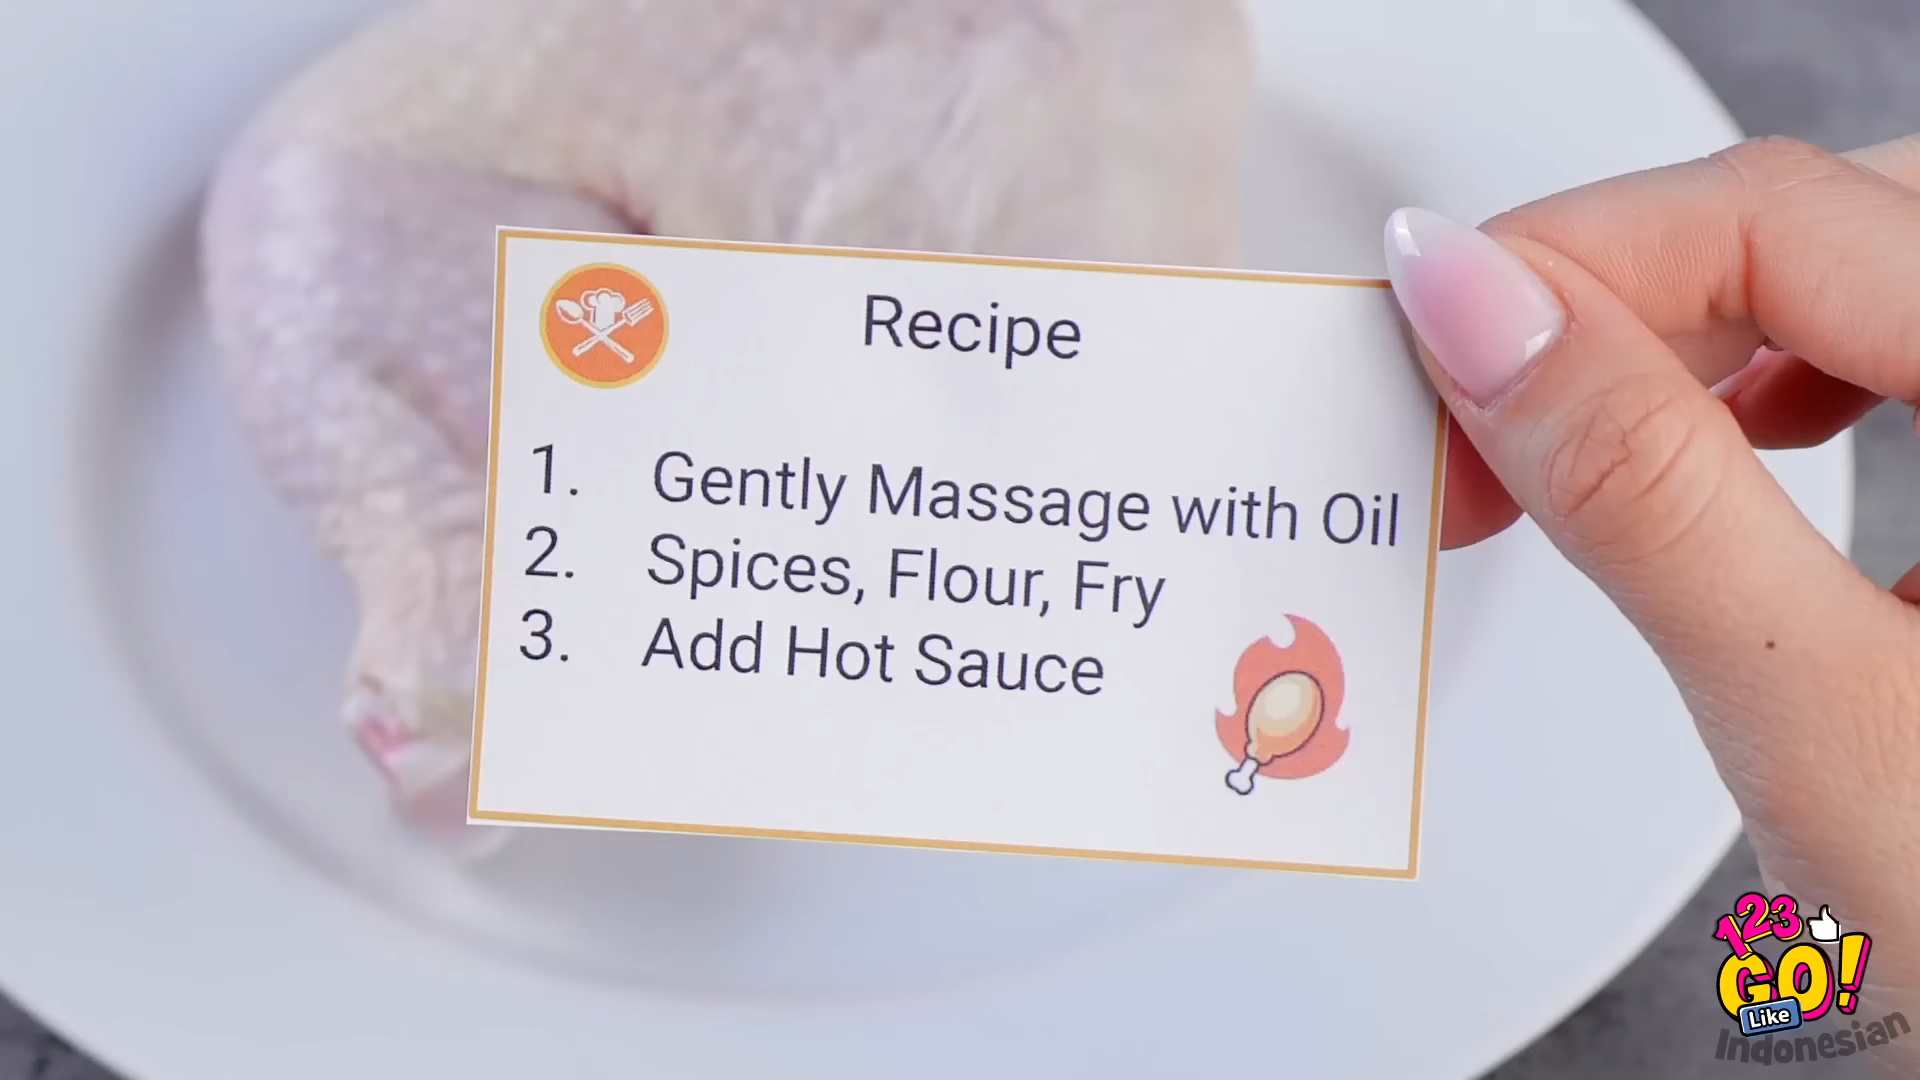 Recipe
1. Gently Massage with Oil
2. Spices, Flour, Fry
3. Add Hot Sauce
123
GO!
Like
Indonesian